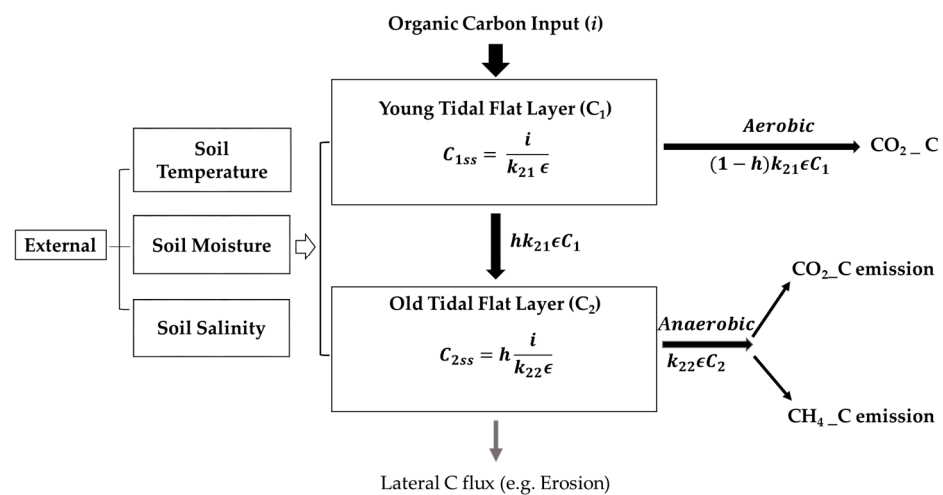 Organic Carbon Input (i)
Young Tidal Flat Layer (C₁)
C₁ₛₛ = i / k₂₁ ϵ
Aerobic
(1 − h)k₂₁ϵC₁
CO₂_C
Soil
Temperature
External
Soil Moisture
Soil Salinity
hk₂₁ϵC₁
Old Tidal Flat Layer (C₂)
C₂ₛₛ = h i / k₂₂ϵ
Anaerobic
k₂₂ϵC₂
CO₂_C emission
CH₄_C emission
Lateral C flux (e.g. Erosion)